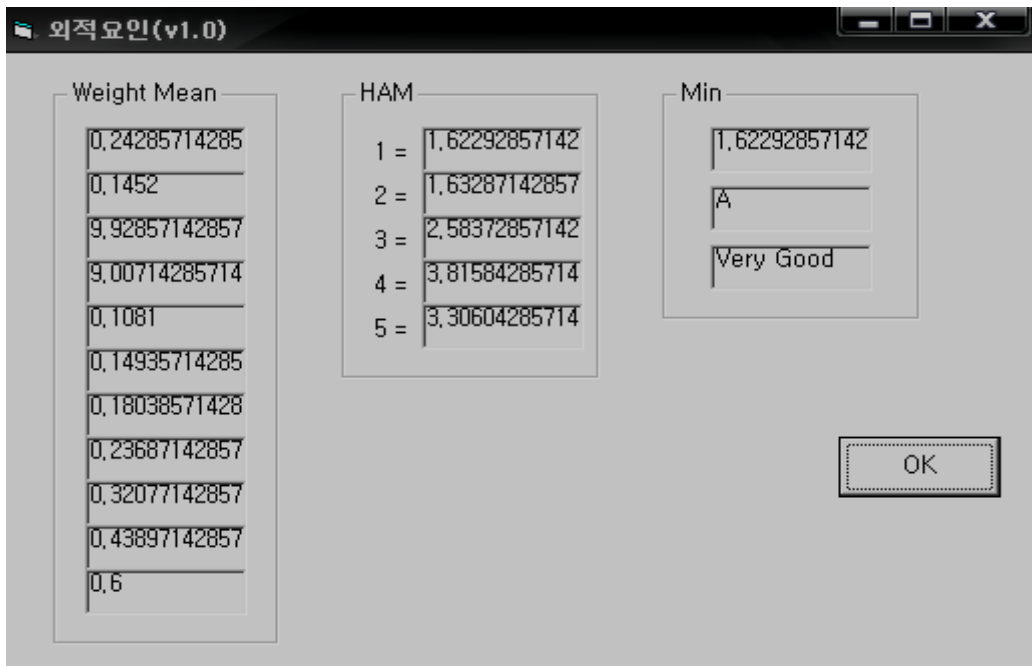 외적요인(v1.0)
Weight Mean
0,24285714285
0,1452
9,92857142857
9,00714285714
0,1081
0,14935714285
0,18038571428
0,23687142857
0,32077142857
0,43897142857
0,6
HAM
1 = 1,62292857142
2 = 1,63287142857
3 = 2,58372857142
4 = 3,81584285714
5 = 3,30604285714
Min
1,62292857142
A
Very Good
OK